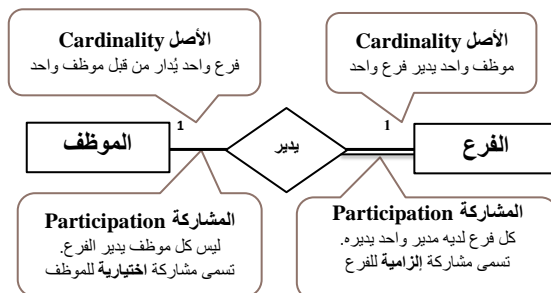 الأصل Cardinality
موظف واحد يدير فرع واحد
الأصل Cardinality
فرع واحد يُدار من قبل موظف واحد
1
1
الفرع
يدير
الموظف
المشاركة Participation
كل فرع لديه مدير واحد يديره.
تسمى مشاركة إلزامية للفرع
المشاركة Participation
ليس كل موظف يدير الفرع.
تسمى مشاركة اختيارية للموظف